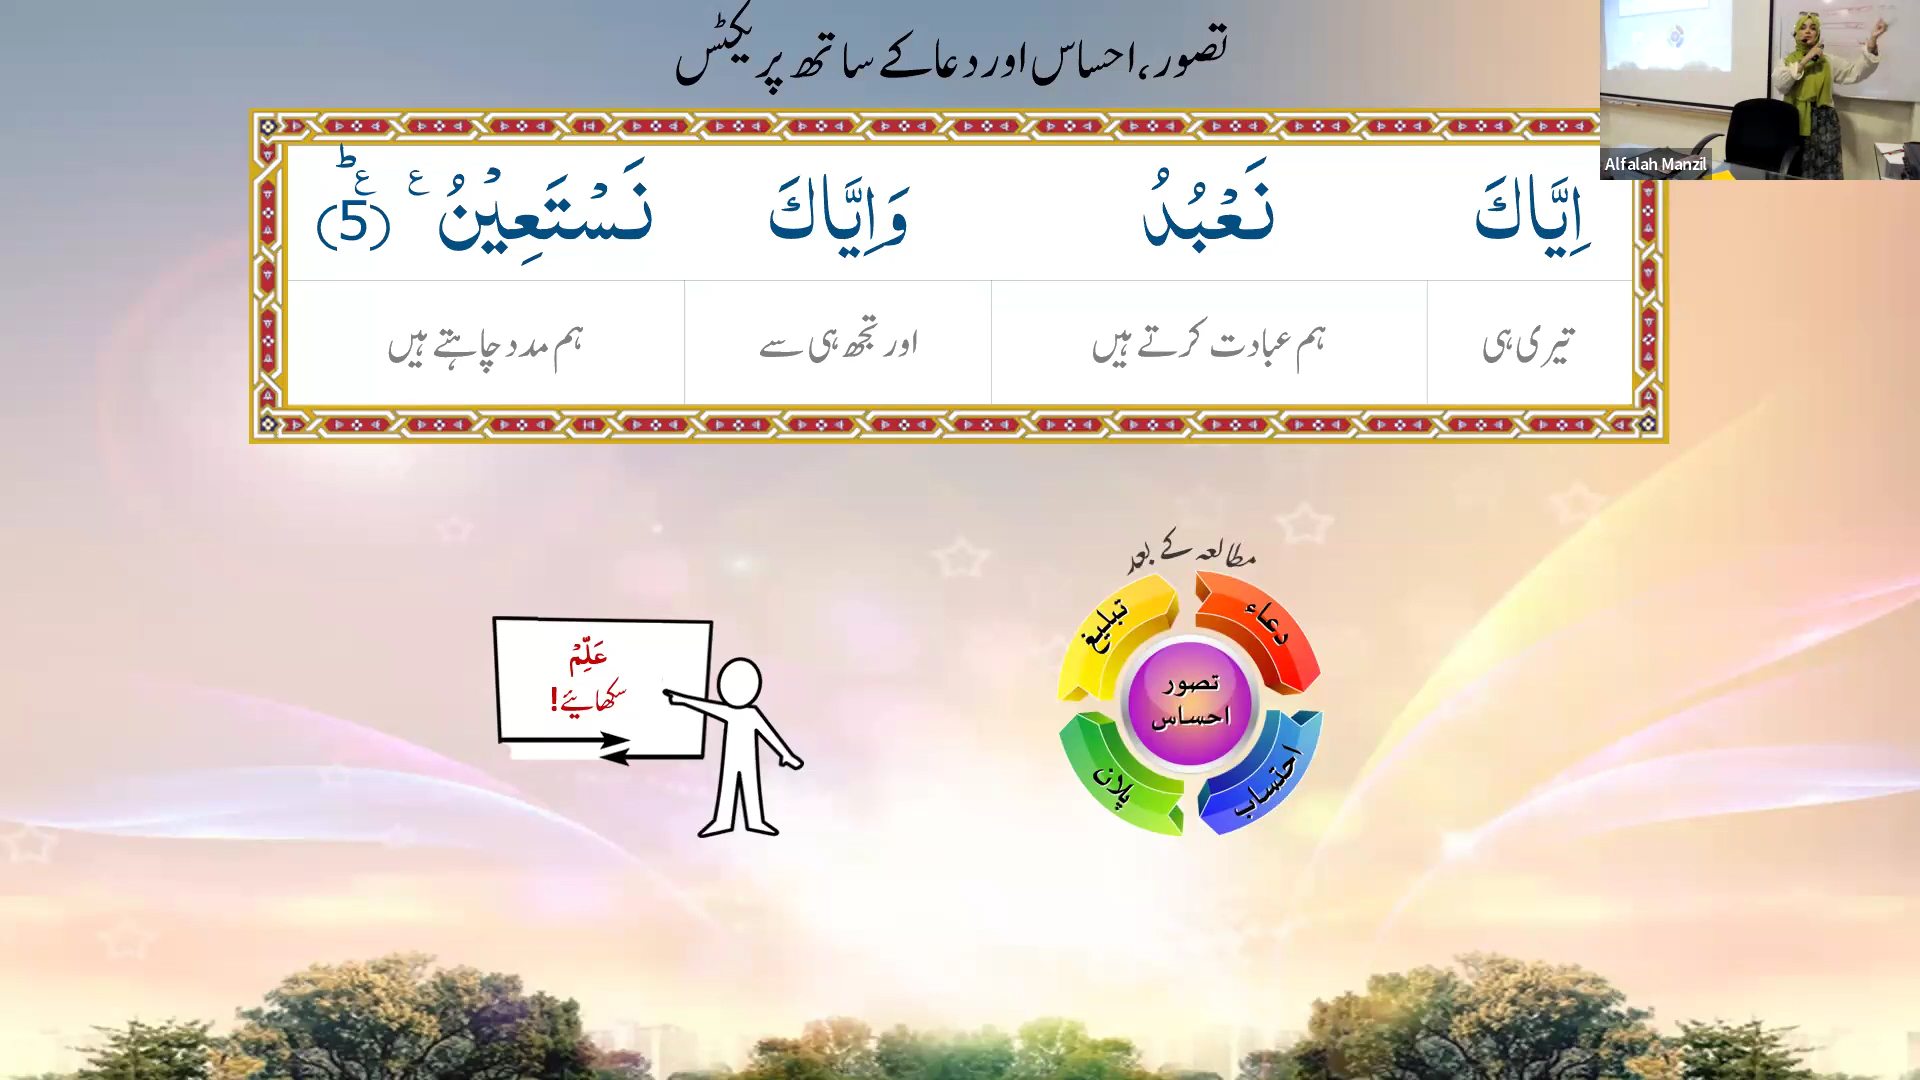 تصور، احساس اور دعا کے ساتھ پریکٹس
Alfalah Manzil
اِيَّاكَ نَعْبُدُ وَاِيَّاكَ نَسْتَعِيْنُ ع ؕ ع (5)
تیری ہی ہم عبادت کرتے ہیں اور تجھ ہی سے ہم مدد چاہتے ہیں
مطالعہ کے بعد
دعاء
تبلیغ
تصور
احساس
احتساب
پلان
عَلِّمْ
سکھایئے!